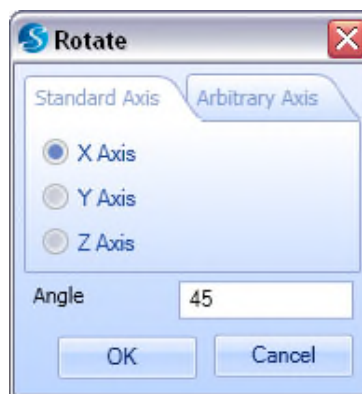 Rotate
Standard Axis Arbitrary Axis
X Axis
Y Axis
Z Axis
Angle 45
OK Cancel